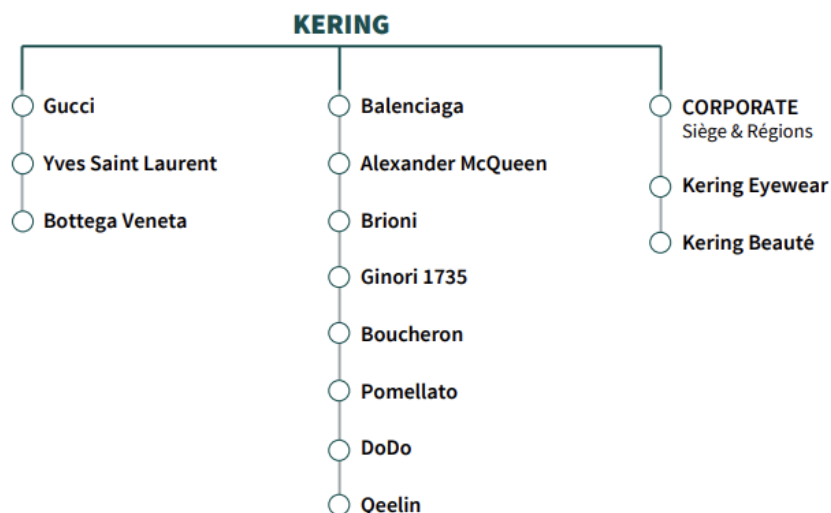 KERING
Gucci
Yves Saint Laurent
Bottega Veneta
Balenciaga
Alexander McQueen
Brioni
Ginori 1735
Boucheron
Pomellato
DoDo
Qeelin
CORPORATE
Siège & Régions
Kering Eyewear
Kering Beauté